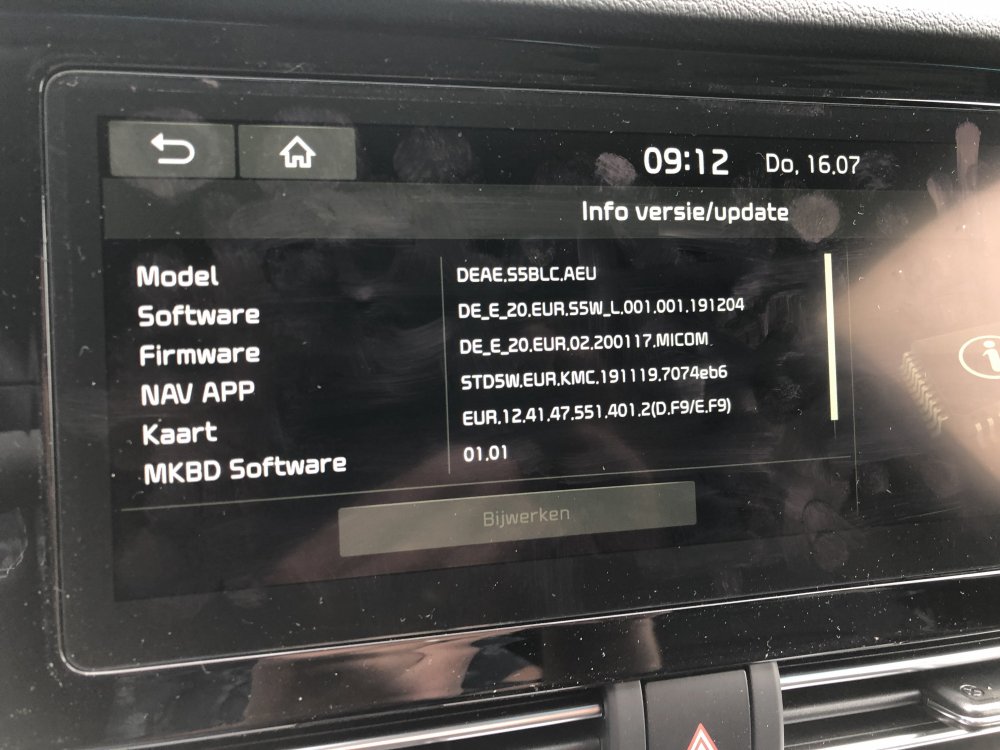 09:12 Do, 16.07
Info versie/update
Model DEAE.S5BLC.AEU
Software DE_E_20.EUR.S5W_L.001.001.191204
Firmware DE_E_20.EUR.02.200117.MICOM
NAV APP STD5W.EUR.KMC.191119.7074eb6
Kaart EUR.12.41.47.551.401.2(D.F9/E.F9)
MKBD Software 01.01
Bijwerken